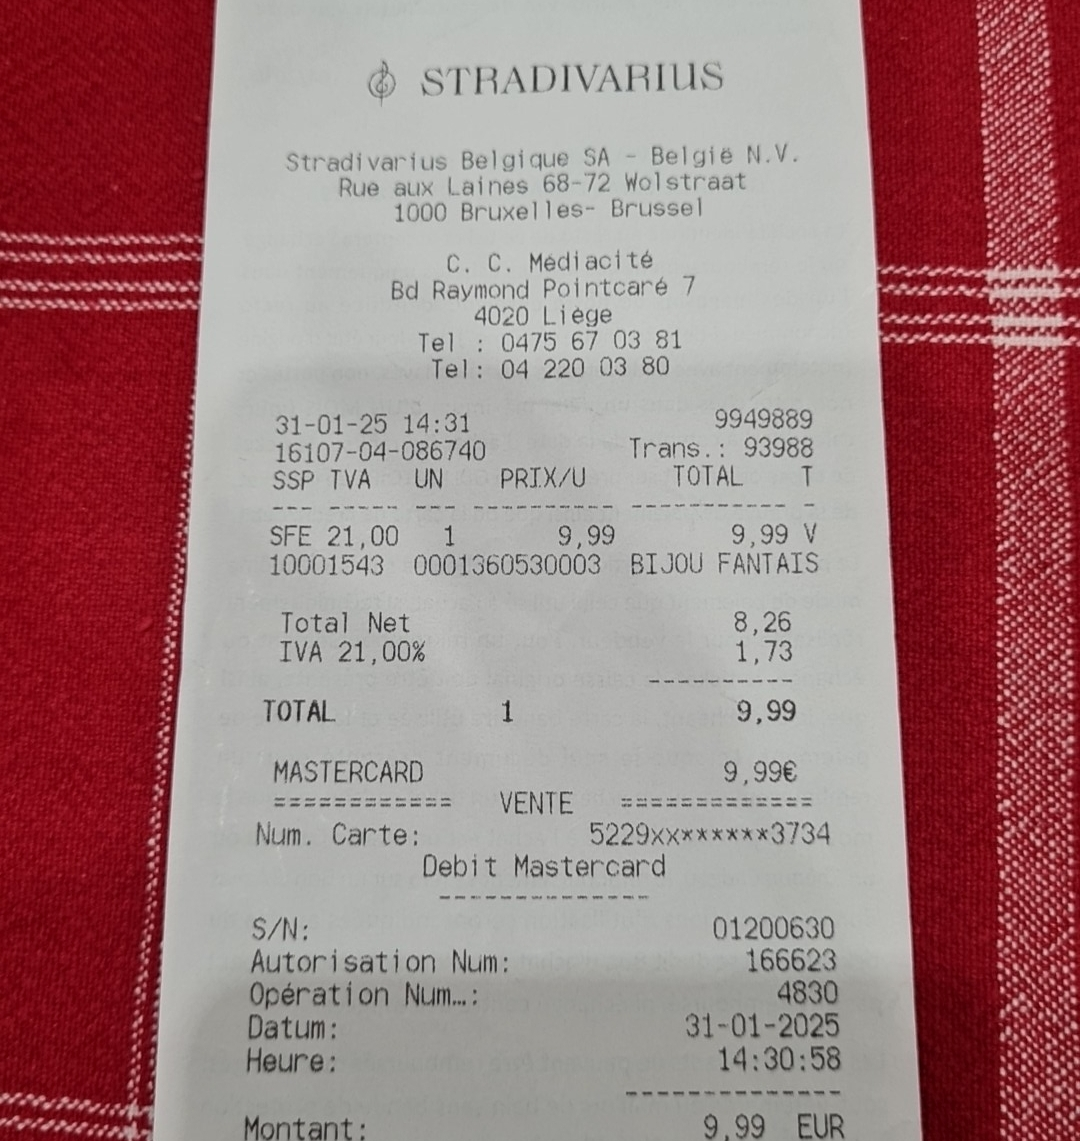 STRADIVARIUS
Stradivarius Belgique SA - België N.V.
Rue aux Laines 68-72 Wolstraat
1000 Bruxelles- Brussel
C. C. Médiacité
Bd Raymond Pointcaré 7
4020 Liège
Tel : 0475 67 03 81
Tel: 04 220 03 80
31-01-25 14:31 9949889
16107-04-086740 Trans.: 93988
SSP TVA UN PRIX/U TOTAL T
--- ----- ---- ---------- ----------- -
SFE 21,00 1 9,99 9,99 V
10001543 0001360530003 BIJOU FANTAIS
Total Net 8,26
IVA 21,00% 1,73
----------
TOTAL 1 9,99
MASTERCARD 9,99€
============ VENTE =============
Num. Carte: 5229xx******3734
Debit Mastercard
--------------
S/N: 01200630
Autorisation Num: 166623
Opération Num…: 4830
Datum: 31-01-2025
Heure: 14:30:58
--------------
Montant: 9,99 EUR